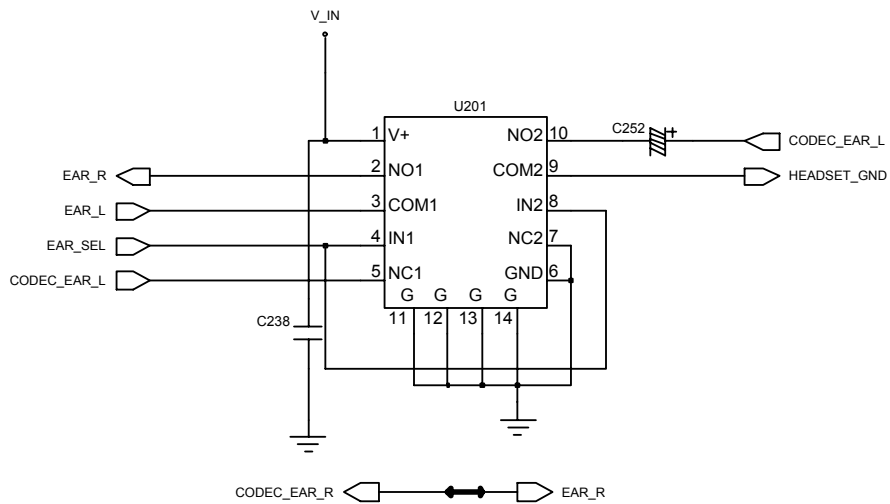 V_IN
U201
1 V+ NO2 10 C252 + CODEC_EAR_L
EAR_R 2 NO1 COM2 9 HEADSET_GND
EAR_L 3 COM1 IN2 8
EAR_SEL 4 IN1 NC2 7
CODEC_EAR_L 5 NC1 GND 6
G G G G
11 12 13 14
C238
CODEC_EAR_R EAR_R